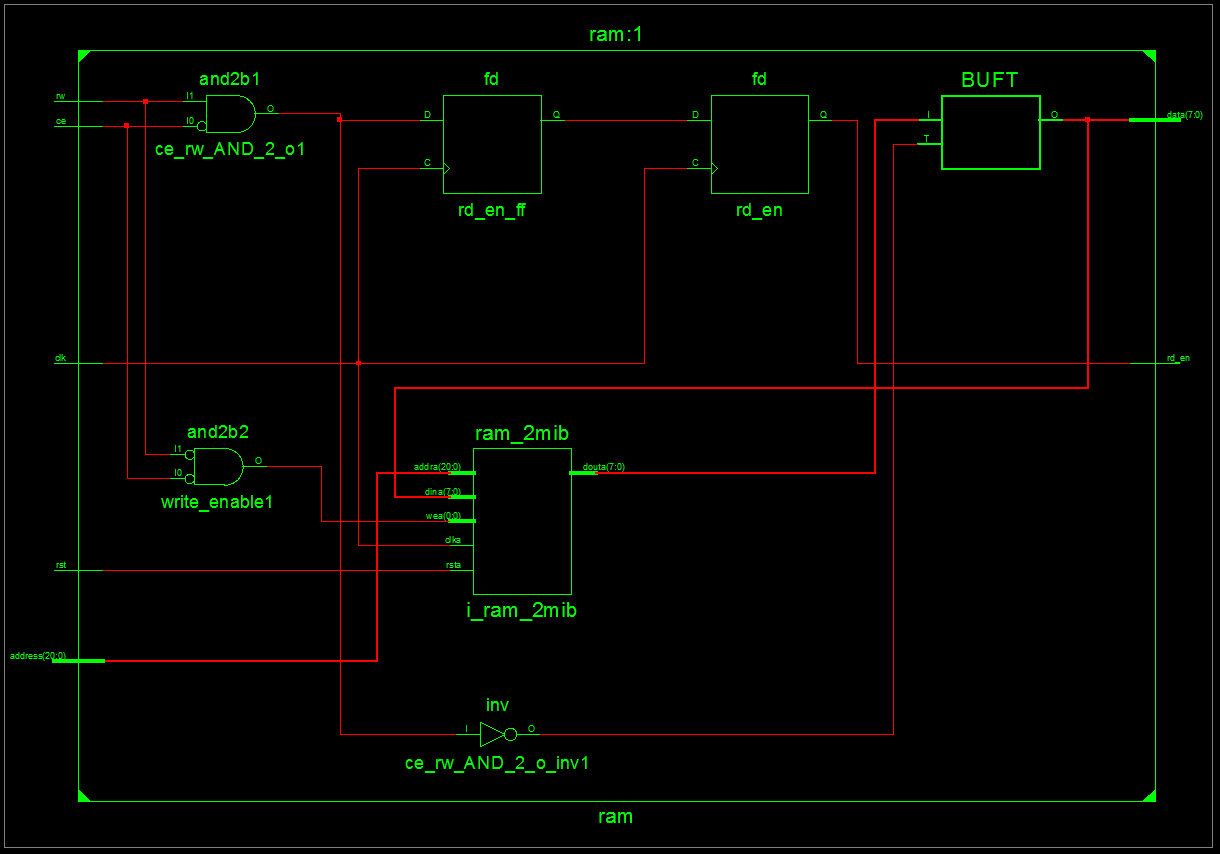 ram:1
and2b1
fd
fd
BUFT
rw
I1
O
ce
I0
D
Q
D
Q
I
O
data(7:0)
T
ce_rw_AND_2_o1
C
C
rd_en_ff
rd_en
clk
rd_en
and2b2
ram_2mib
I1
O
I0
addra(20:0)
douta(7:0)
dina(7:0)
write_enable1
wea(0:0)
clka
rst
rsta
i_ram_2mib
address(20:0)
inv
I
O
ce_rw_AND_2_o_inv1
ram